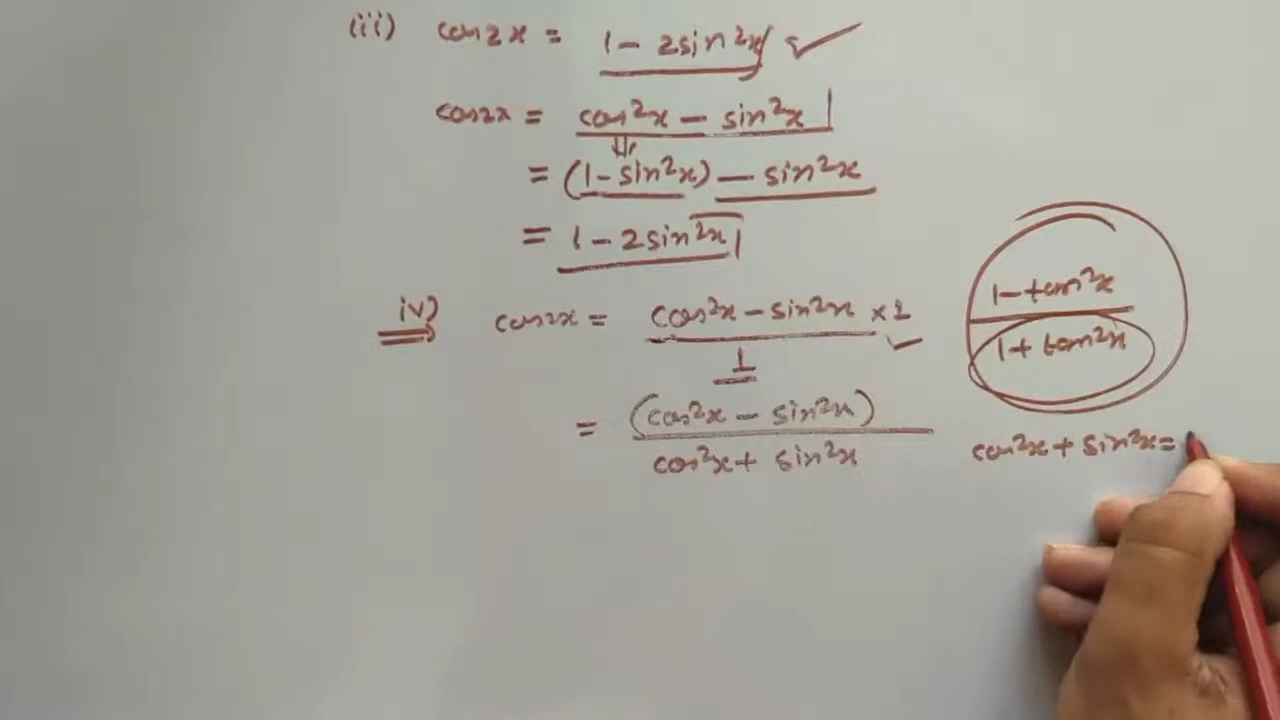 (iii) cos2x = 1 - 2sin²x
cos2x = cos²x - sin²x
= (1-sin²x) - sin²x
= 1 - 2sin²x
iv) cos2x = cos²x - sin²x × 1
1
= (cos²x - sin²x)
cos²x + sin²x
1 - tan²x
1 + tan²x
cos²x + sin²x =